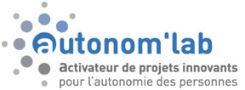 autonom'lab
activateur de projets innovants
pour l'autonomie des personnes